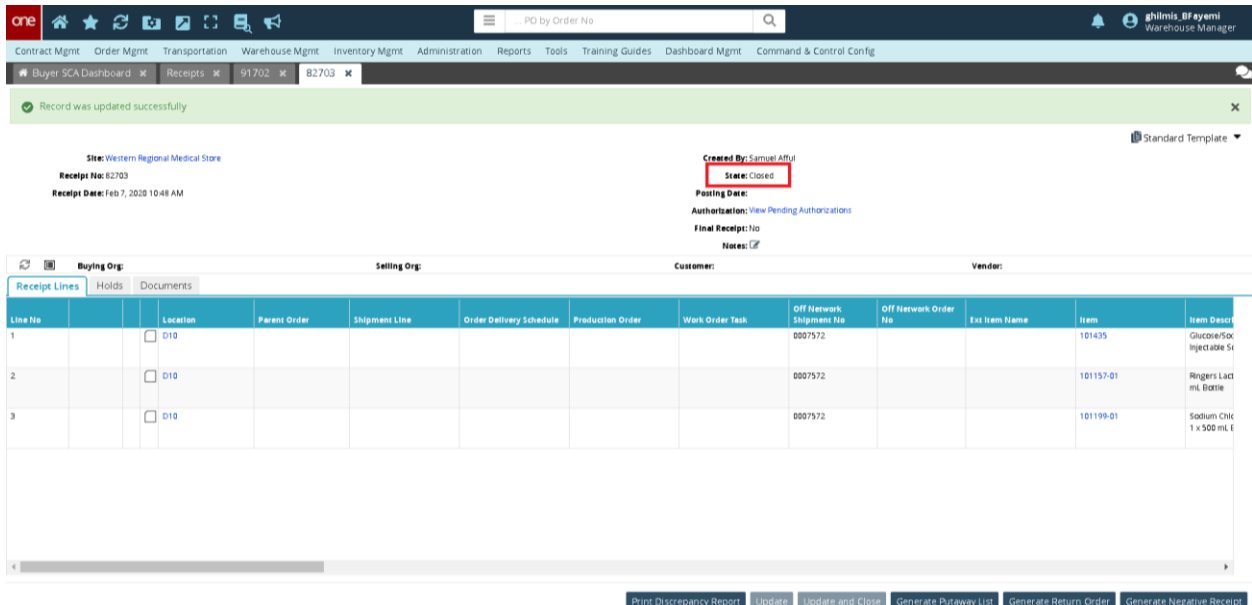 one
... PO by Order No
ghilmis_BFayemi
Warehouse Manager
Contract Mgmt Order Mgmt Transportation Warehouse Mgmt Inventory Mgmt Administration Reports Tools Training Guides Dashboard Mgmt Command & Control Config
Buyer SCA Dashboard Receipts 91702 82703
Record was updated successfully
Standard Template
Site: Western Regional Medical Store Created By: Samuel Afful
Receipt No: 82703 State: Closed
Receipt Date: Feb 7, 2020 10:48 AM Posting Date:
Authorization: View Pending Authorizations
Final Receipt: No
Notes:
Buying Org: Selling Org: Customer: Vendor:
Receipt Lines Holds Documents
Line No Location Parent Order Shipment Line Order Delivery Schedule Production Order Work Order Task Off Network Shipment No Off Network Order No Ext Item Name Item Item Descri
1 D10 0007572 101435 Glucose/Soc
Injectable So
2 D10 0007572 101157-01 Ringers Lact
mL Bottle
3 D10 0007572 101199-01 Sodium Chlo
1 x 500 mL B
Print Discrepancy Report Update Update and Close Generate Putaway List Generate Return Order Generate Negative Receipt